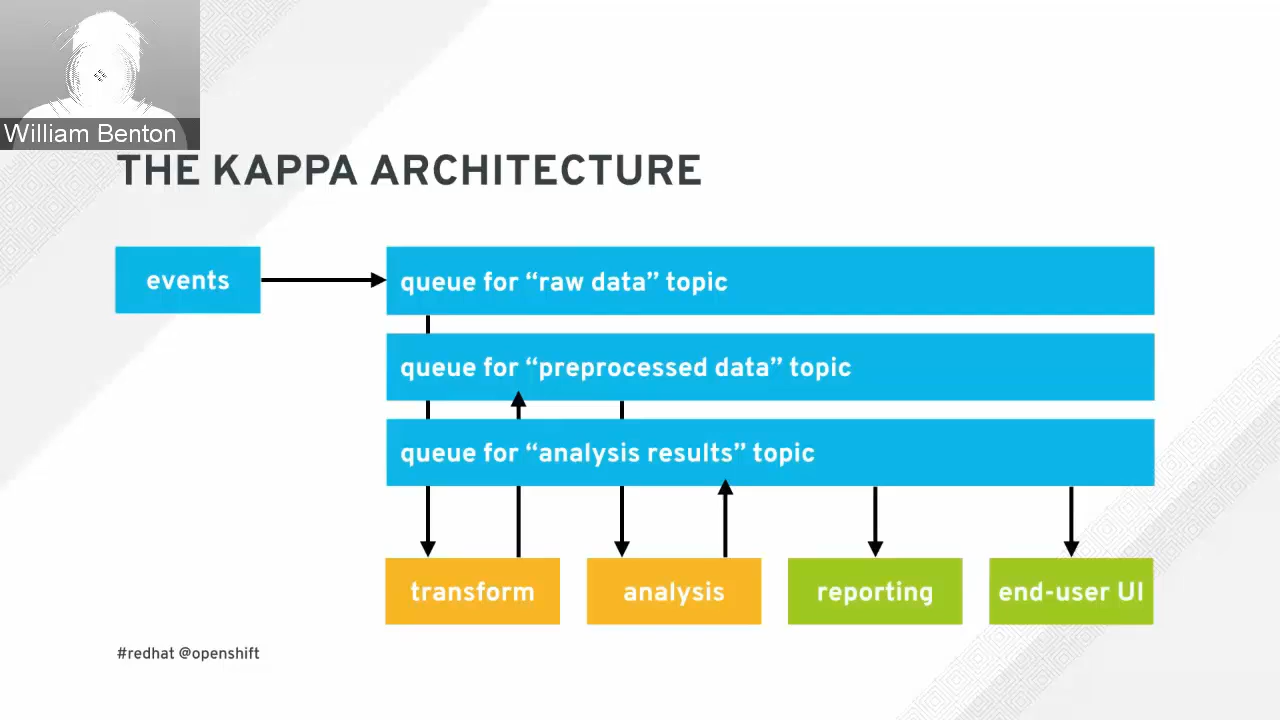 William Benton
THE KAPPA ARCHITECTURE
events
queue for “raw data” topic
queue for “preprocessed data” topic
queue for “analysis results” topic
transform
analysis
reporting
end-user UI
#redhat @openshift